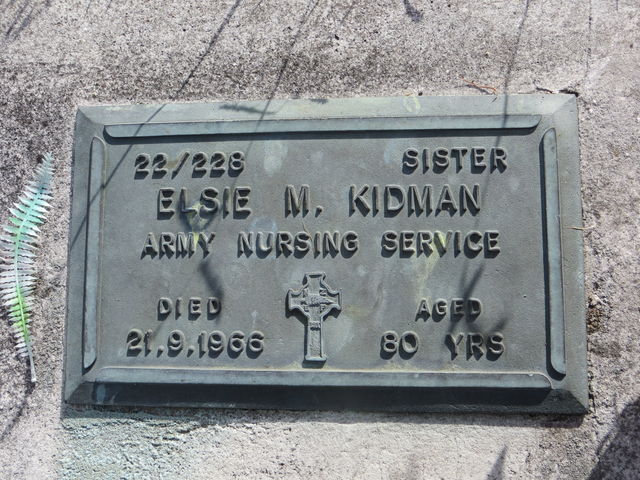 22/228 SISTER
ELSIE M. KIDMAN
ARMY NURSING SERVICE
DIED AGED
21.9.1966 80 YRS